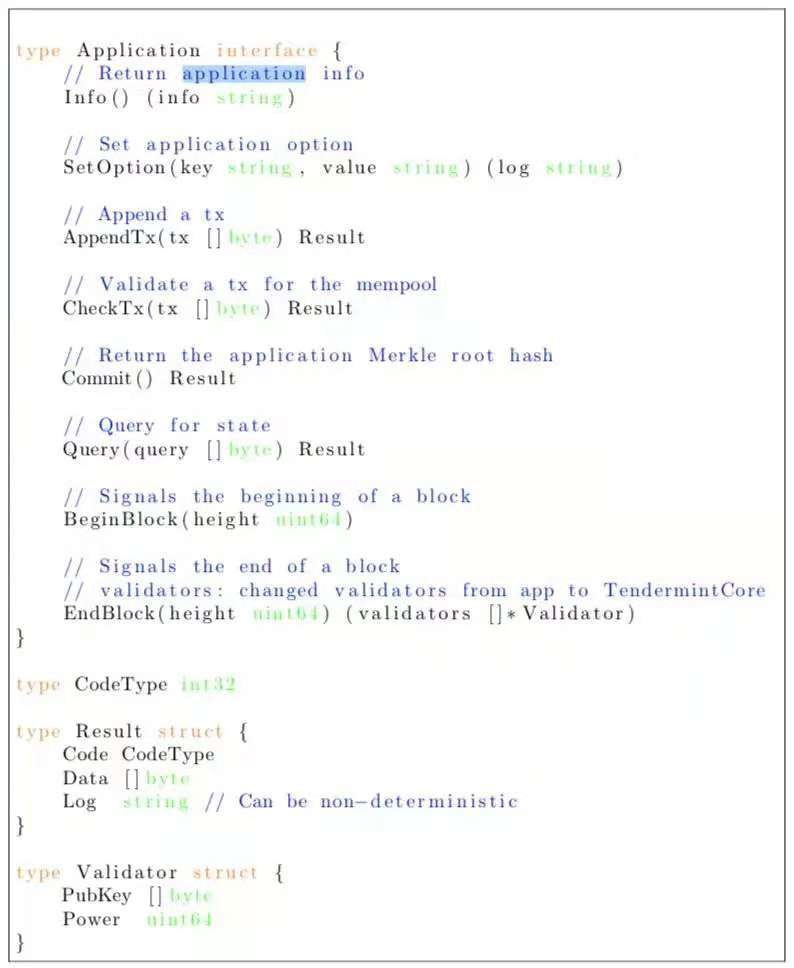 type Application interface {
// Return application info
Info() (info string)
// Set application option
SetOption(key string, value string) (log string)
// Append a tx
AppendTx(tx []byte) Result
// Validate a tx for the mempool
CheckTx(tx []byte) Result
// Return the application Merkle root hash
Commit() Result
// Query for state
Query(query []byte) Result
// Signals the beginning of a block
BeginBlock(height uint64)
// Signals the end of a block
// validators: changed validators from app to TendermintCore
EndBlock(height uint64) (validators []*Validator)
}
type CodeType int32
type Result struct {
Code CodeType
Data []byte
Log string // Can be non-deterministic
}
type Validator struct {
PubKey []byte
Power uint64
}